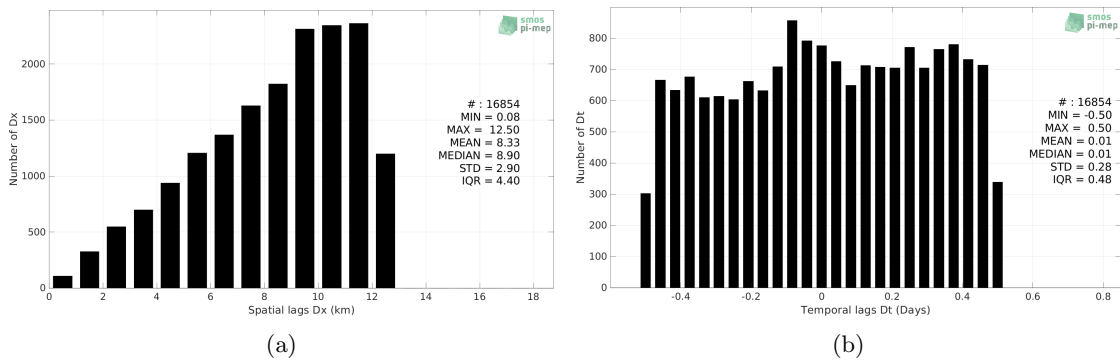 smos
pi-mep
2000
1500
1000
500
0
Number of Dx
# : 16854
MIN = 0.08
MAX = 12.50
MEAN = 8.33
MEDIAN = 8.90
STD = 2.90
IQR = 4.40
0 2 4 6 8 10 12 14 16 18
Spatial lags Dx (km)
(a)
smos
pi-mep
800
700
600
500
400
300
200
100
0
Number of Dt
# : 16854
MIN = -0.50
MAX = 0.50
MEAN = 0.01
MEDIAN = 0.01
STD = 0.28
IQR = 0.48
-0.4 -0.2 0 0.2 0.4 0.6 0.8
Temporal lags Dt (Days)
(b)